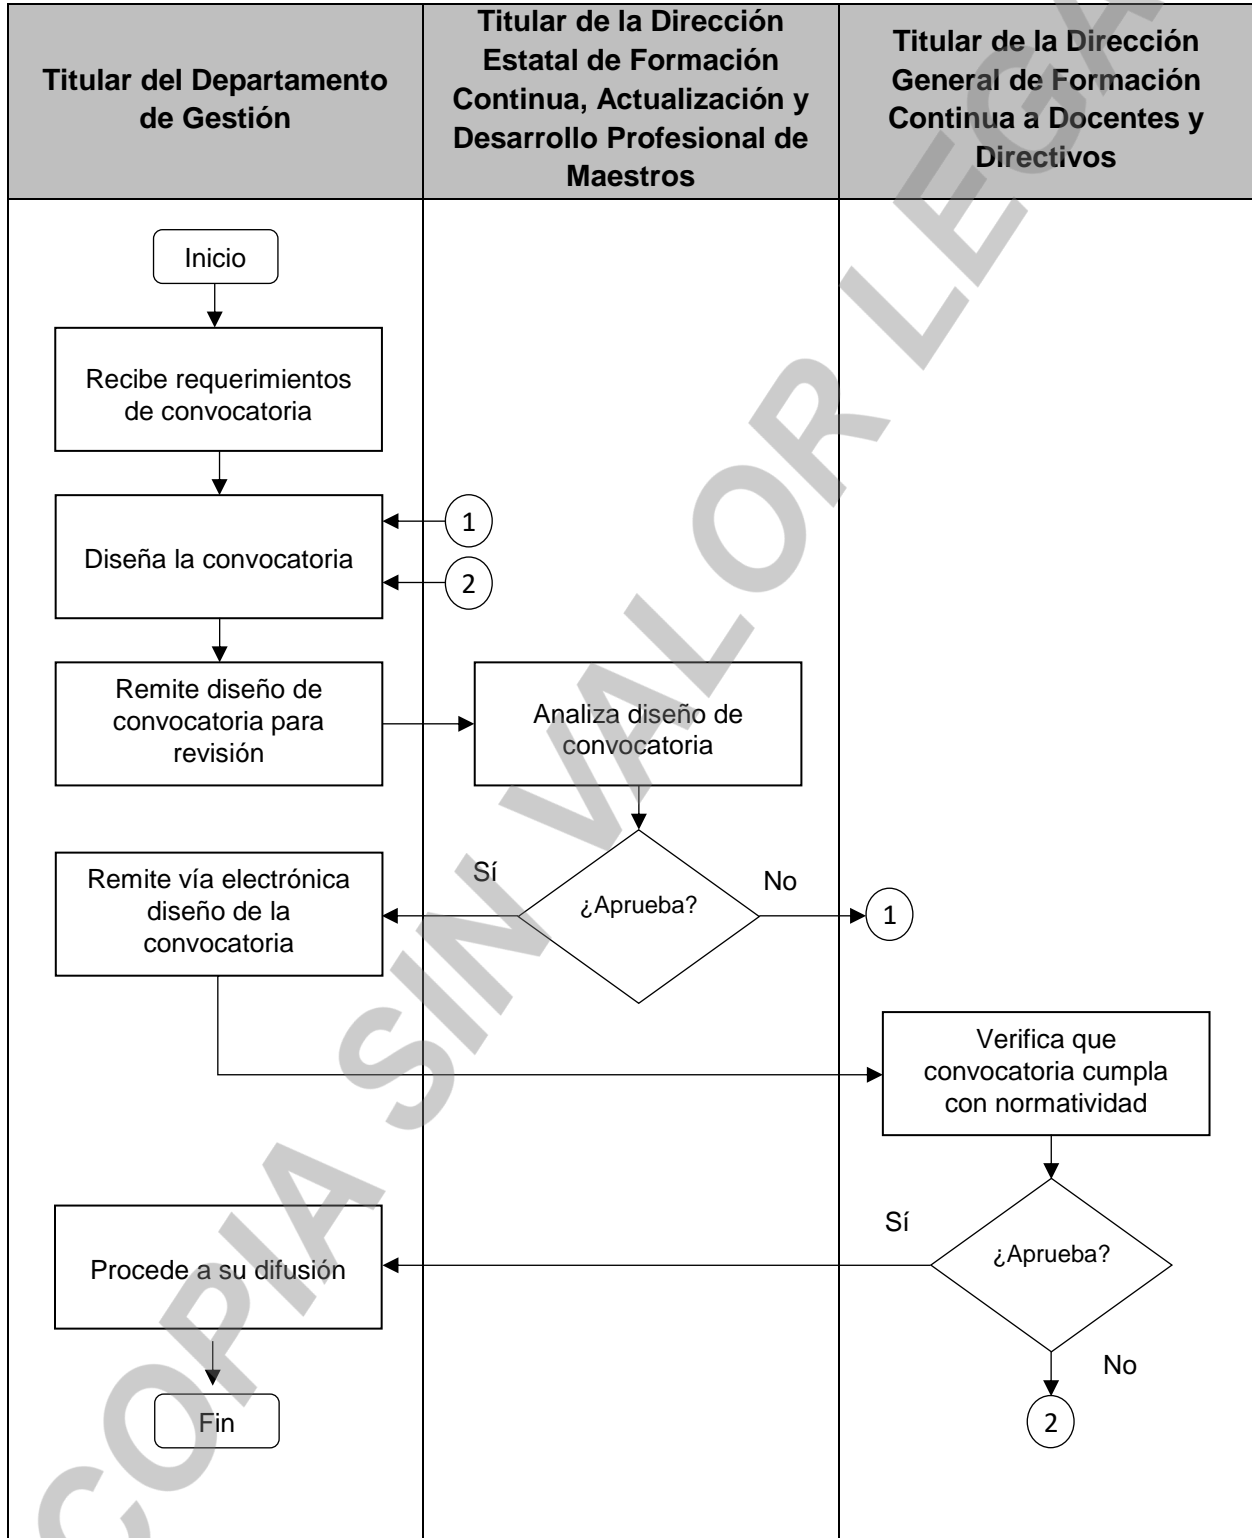 Titular del Departamento
de Gestión
Titular de la Dirección
Estatal de Formación
Continua, Actualización y
Desarrollo Profesional de
Maestros
Titular de la Dirección
General de Formación
Continua a Docentes y
Directivos
Inicio
Recibe requerimientos
de convocatoria
Diseña la convocatoria
1
2
Remite diseño de
convocatoria para
revisión
Analiza diseño de
convocatoria
¿Aprueba?
Sí
No
1
Remite vía electrónica
diseño de la
convocatoria
Verifica que
convocatoria cumpla
con normatividad
¿Aprueba?
Sí
No
2
Procede a su difusión
Fin
COPIA SIN VALOR LEGA